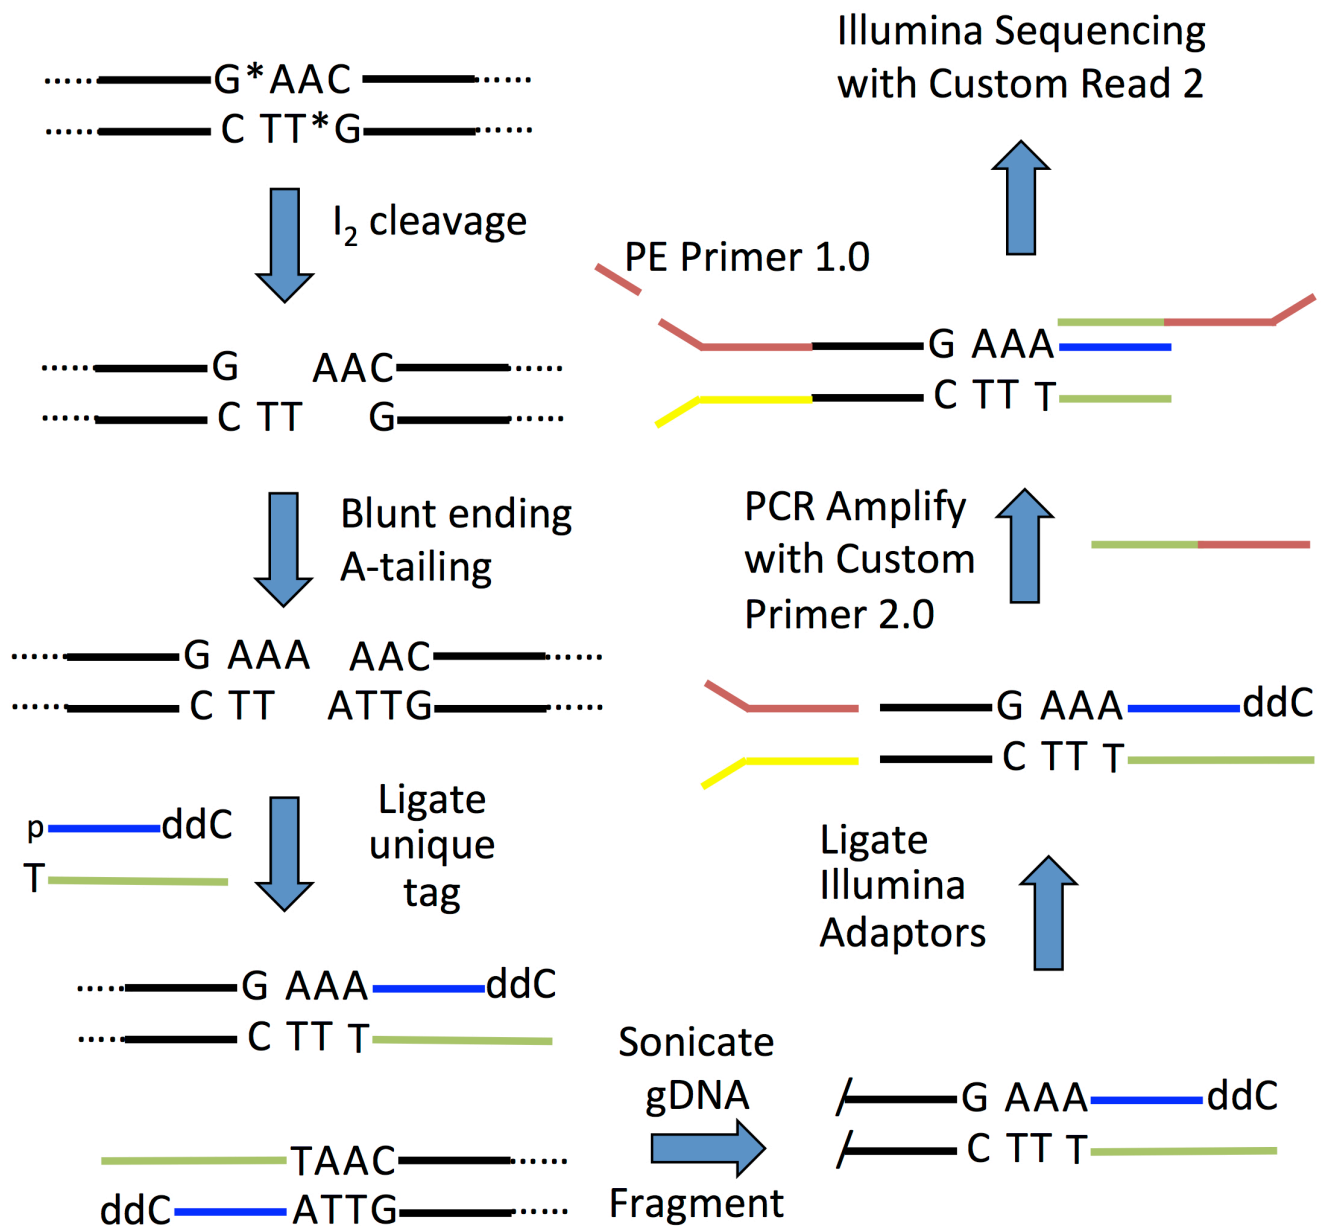 G*AAC
C TT*G
I2 cleavage
G AAC
C TT G
Blunt ending
A-tailing
G AAA AAC
C TT ATTG
Ligate
unique
tag
p ddC
T
G AAA ddC
C TT T
TAAC
ddC ATTG
Sonicate
gDNA
Fragment
G AAA ddC
C TT T
Ligate
Illumina
Adaptors
G AAA ddC
C TT T
PCR Amplify
with Custom
Primer 2.0
PE Primer 1.0
G AAA
C TT T
Illumina Sequencing
with Custom Read 2